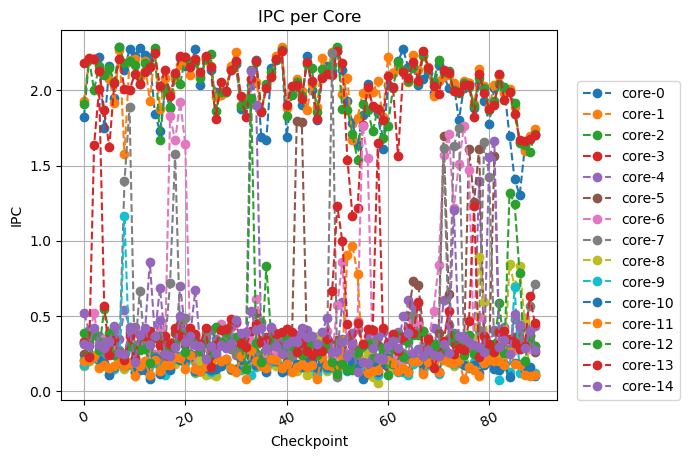 IPC per Core
IPC
2.0
1.5
1.0
0.5
0.0
0
20
40
60
80
Checkpoint
core-0
core-1
core-2
core-3
core-4
core-5
core-6
core-7
core-8
core-9
core-10
core-11
core-12
core-13
core-14